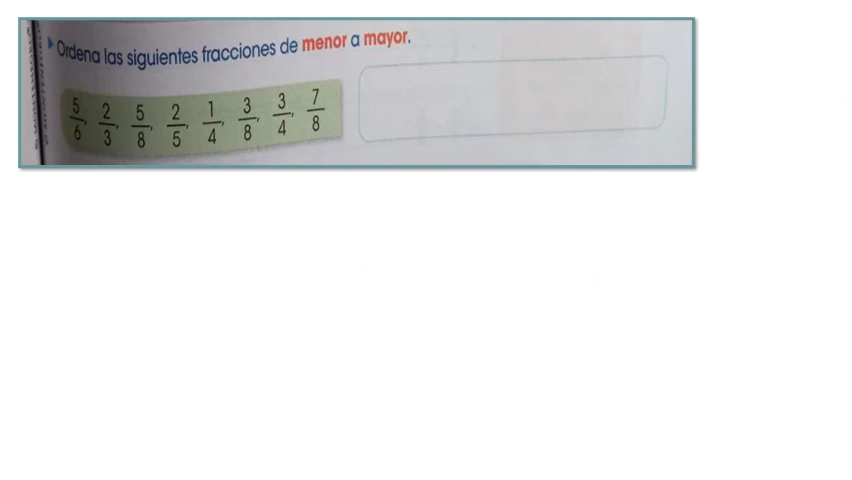 Ordena las siguientes fracciones de menor a mayor.
5/6, 2/3, 5/8, 2/5, 1/4, 3/8, 3/4, 7/8